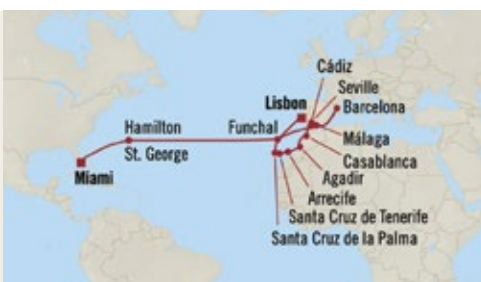 Cádiz
Seville
Lisbon
Barcelona
Hamilton
Funchal
Málaga
St. George
Casablanca
Miami
Agadir
Arrecife
Santa Cruz de Tenerife
Santa Cruz de la Palma